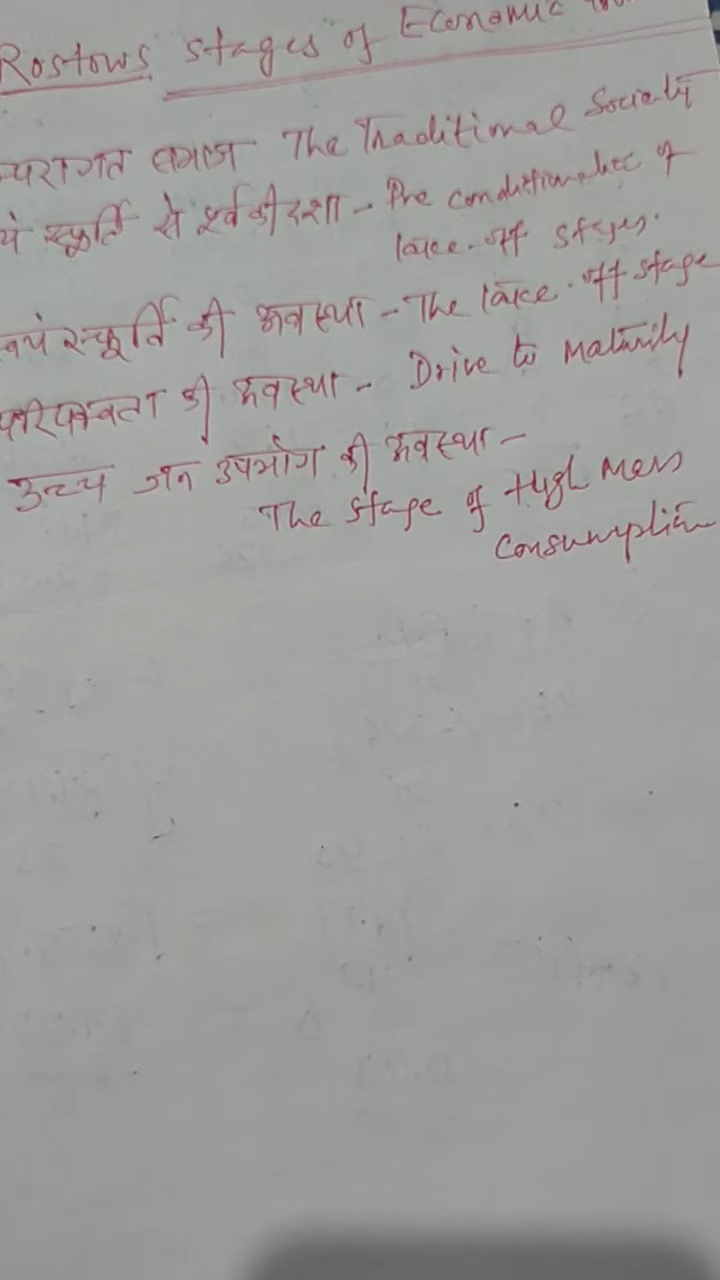 Rostows stages of Economic
परागत समाज The Traditional Society
यं स्फूर्ति से पूर्व की दशा - Pre condition of
take-off stages.
वयं स्फूर्ति की अवस्था - The take-off stage
परिपक्वता की अवस्था - Drive to Maturity
उच्च जन उपभोग की अवस्था -
The stage of High Mass
Consumption